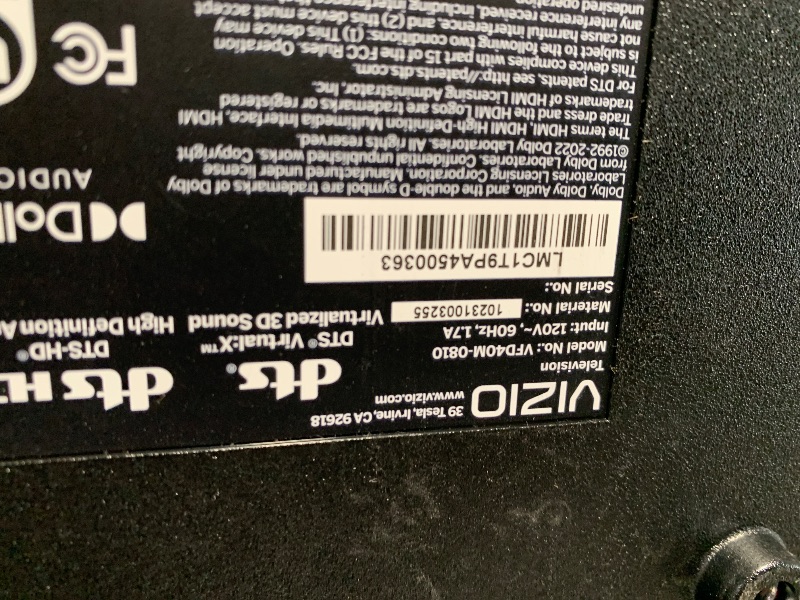 VIZIO
39 Tesla, Irvine, CA 92618
www.vizio.com
Television
Model No.: VFD40M-0810
Input: 120V~, 60Hz, 1.7A
Material No.: 10231003255
Serial No.:
LMC1T9PA4500363
dts®
DTS® Virtual:X™
Virtualized 3D Sound
dts
DTS-HD®
High Definition
Dolby, Dolby Audio, and the double-D symbol are trademarks of Dolby
Laboratories Licensing Corporation. Manufactured under license
from Dolby Laboratories. Confidential unpublished works. Copyright
©1992-2022 Dolby Laboratories. All rights reserved.
The terms HDMI, HDMI High-Definition Multimedia Interface, HDMI
Trade dress and the HDMI Logos are trademarks or registered
trademarks of HDMI Licensing Administrator, Inc.
For DTS patents, see http://patents.dts.com.
This device complies with part 15 of the FCC Rules. Operation
is subject to the following two conditions: (1) This device may
not cause harmful interference, and (2) this device must accept
any interference received, including interference
AUDIO
FC